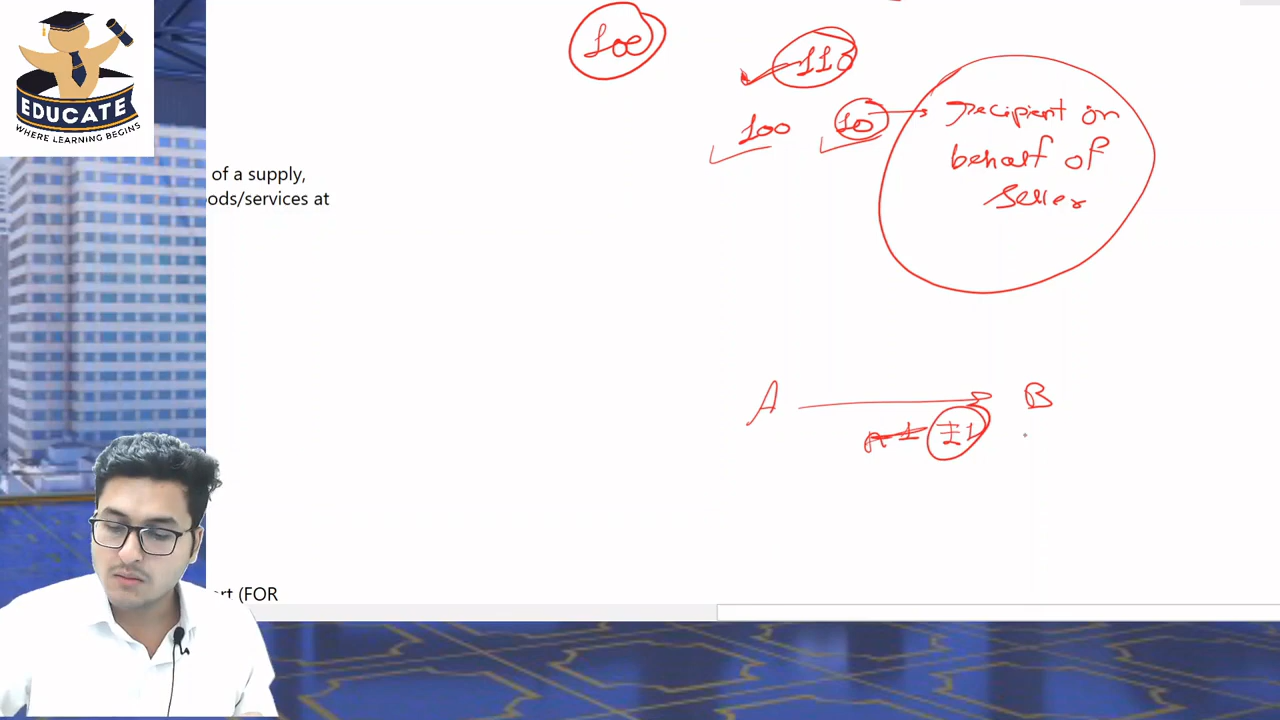 EDUCATE
WHERE LEARNING BEGINS
100
110
100 10
recipient on
behalf of
seller
of a supply,
ods/services at
A B
rt (FOR